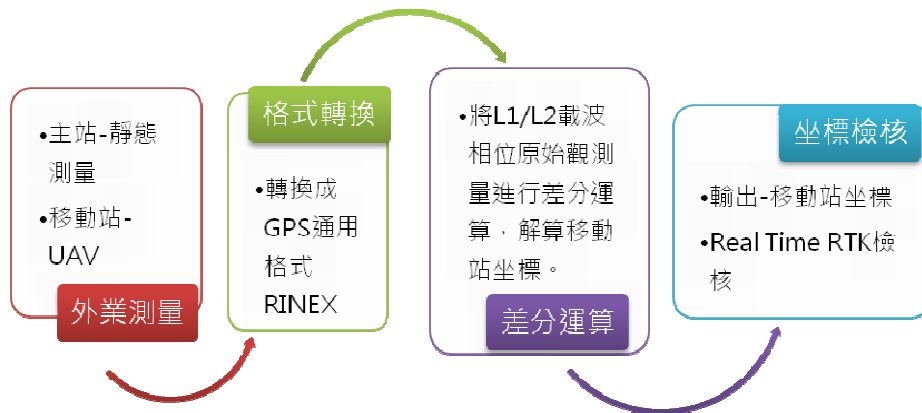 •主站-靜態
測量
•移動站-
UAV
外業測量
格式轉換
•轉換成
GPS通用
格式
RINEX
•將L1/L2載波
相位原始觀測
量進行差分運
算，解算移動
站坐標。
差分運算
坐標檢核
•輸出-移動站坐標
•Real Time RTK檢
核